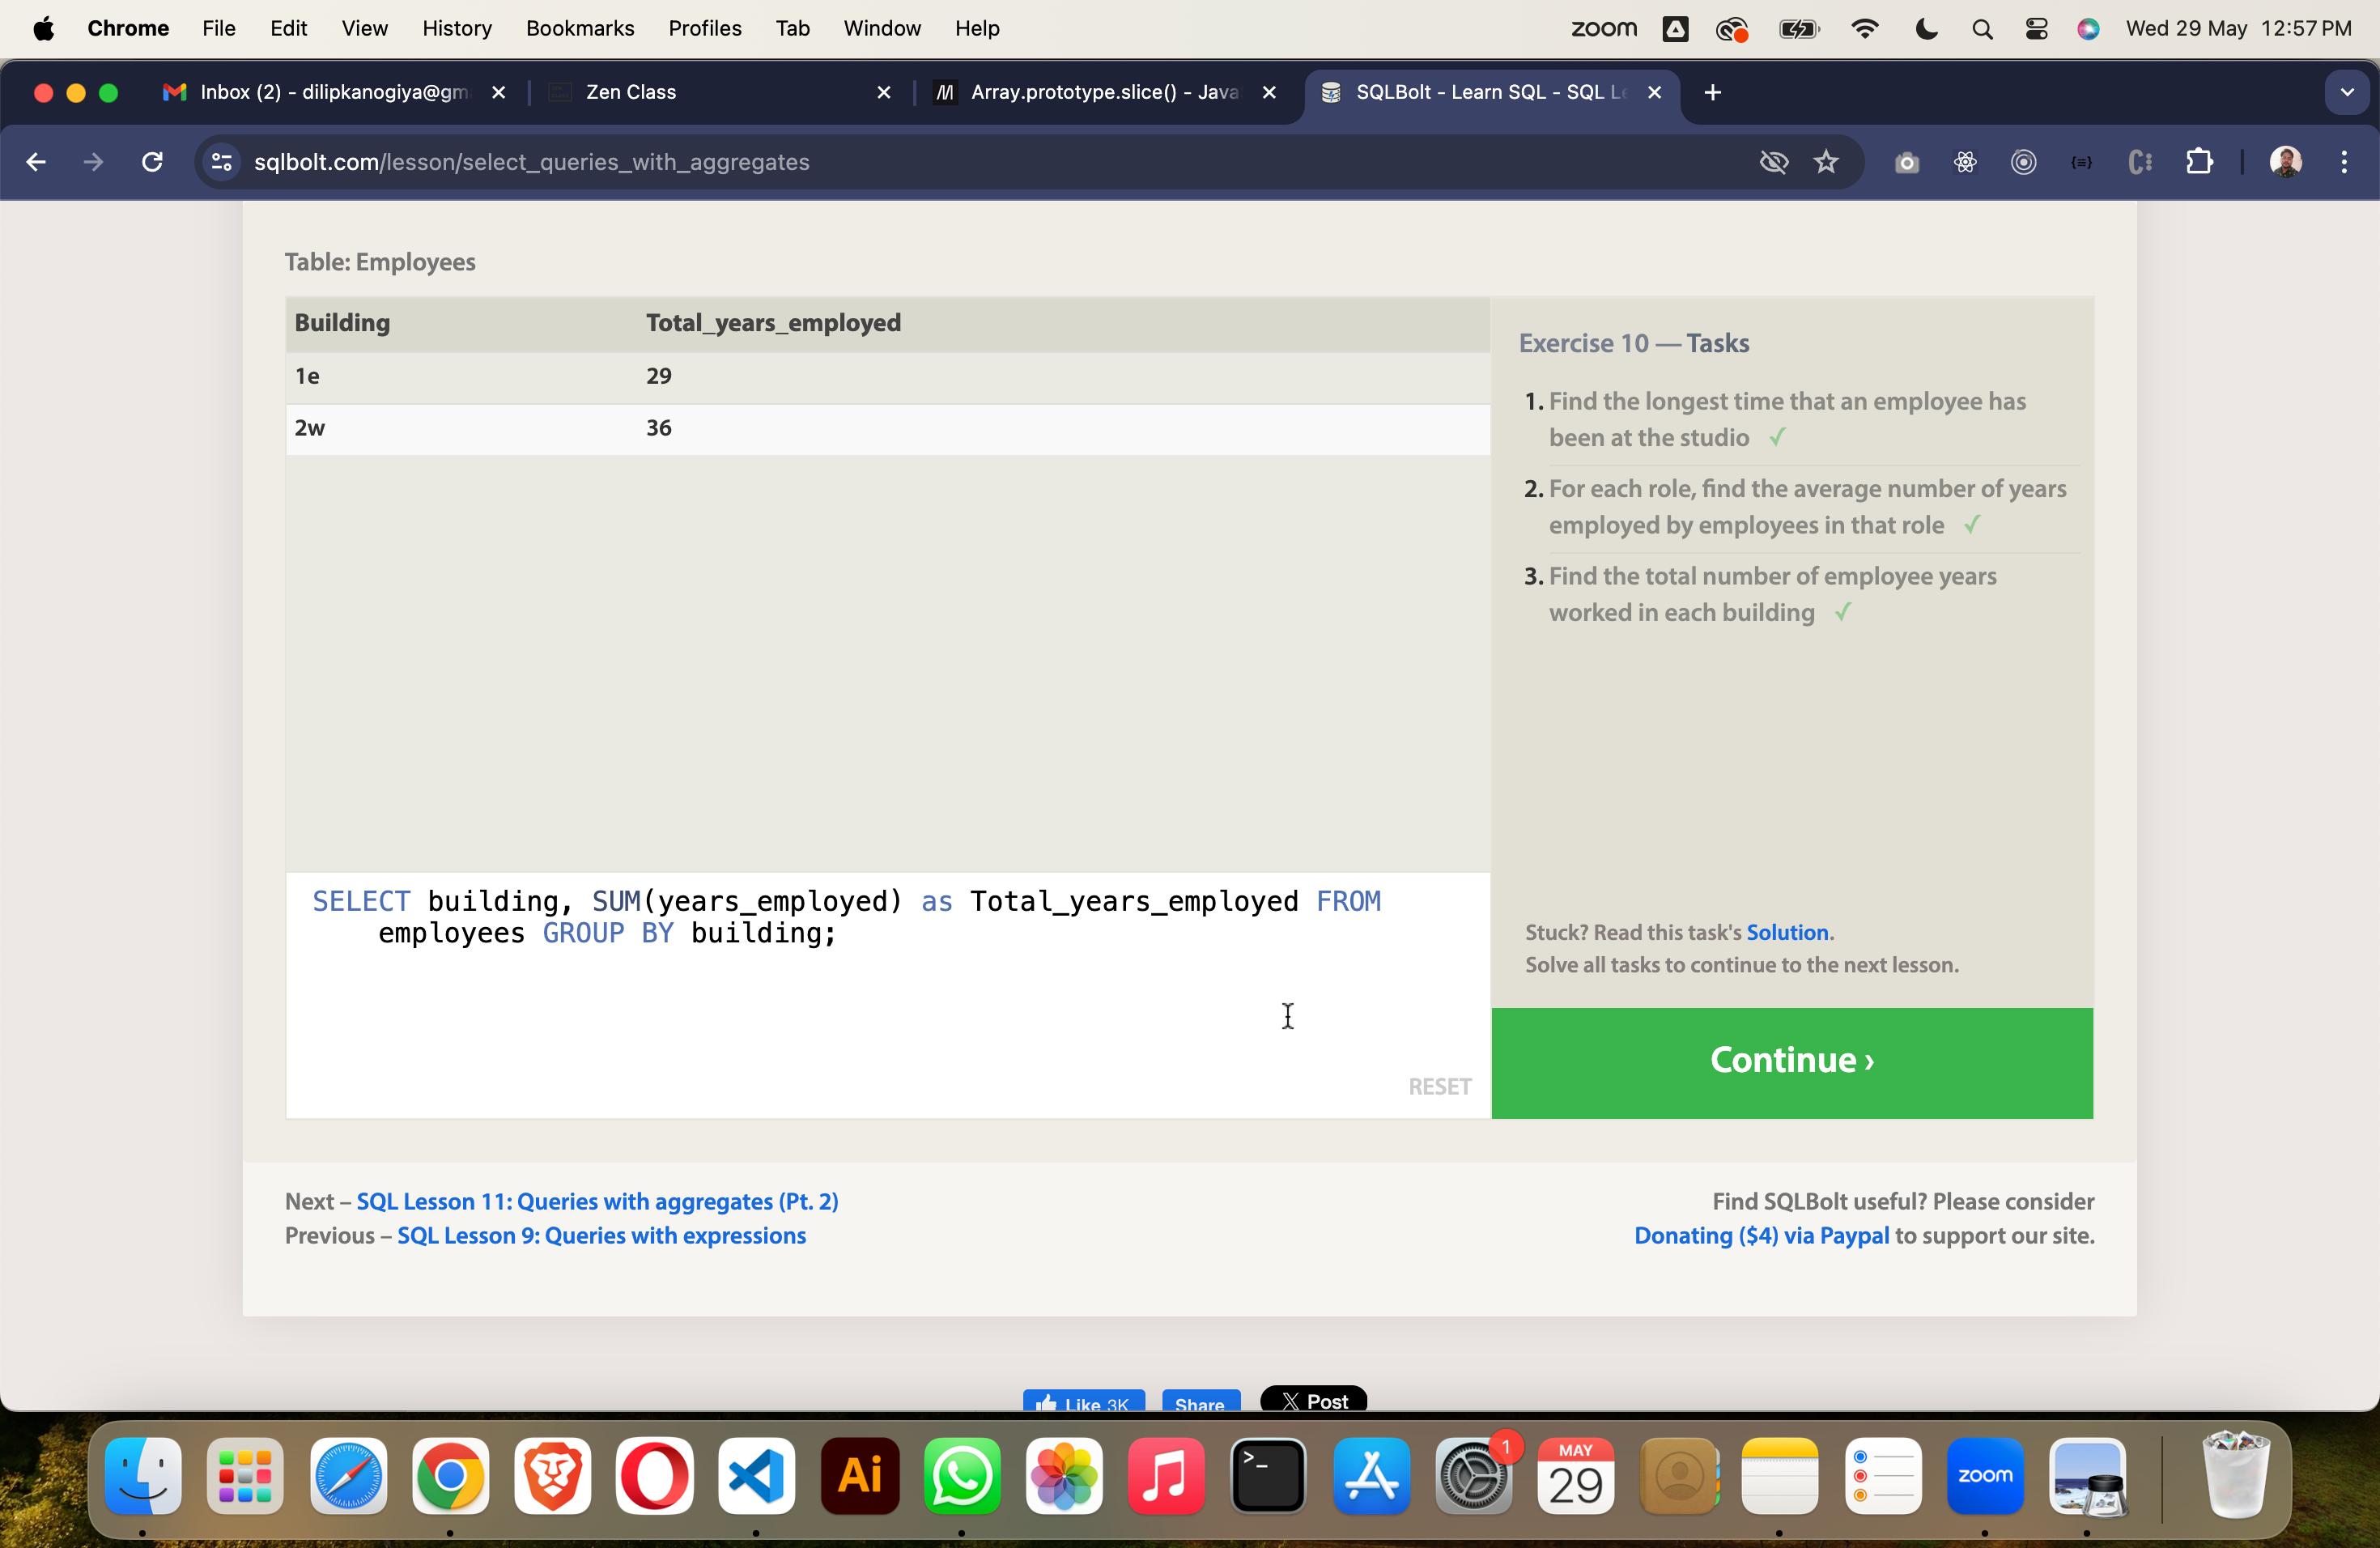 Chrome File Edit View History Bookmarks Profiles Tab Window Help zoom Wed 29 May 12:57 PM
Inbox (2) - dilipkanogiya@gm Zen Class Array.prototype.slice() - Java SQLBolt - Learn SQL - SQL Le
sqlbolt.com/lesson/select_queries_with_aggregates
Table: Employees
Building Total_years_employed
1e 29
2w 36
Exercise 10 — Tasks
1. Find the longest time that an employee has
been at the studio ✓
2. For each role, find the average number of years
employed by employees in that role ✓
3. Find the total number of employee years
worked in each building ✓
SELECT building, SUM(years_employed) as Total_years_employed FROM
employees GROUP BY building;
RESET
Stuck? Read this task's Solution.
Solve all tasks to continue to the next lesson.
Continue ›
Next – SQL Lesson 11: Queries with aggregates (Pt. 2)
Previous – SQL Lesson 9: Queries with expressions
Find SQLBolt useful? Please consider
Donating ($4) via Paypal to support our site.
Like 3K Share X Post
Ai 1 MAY 29 zoom